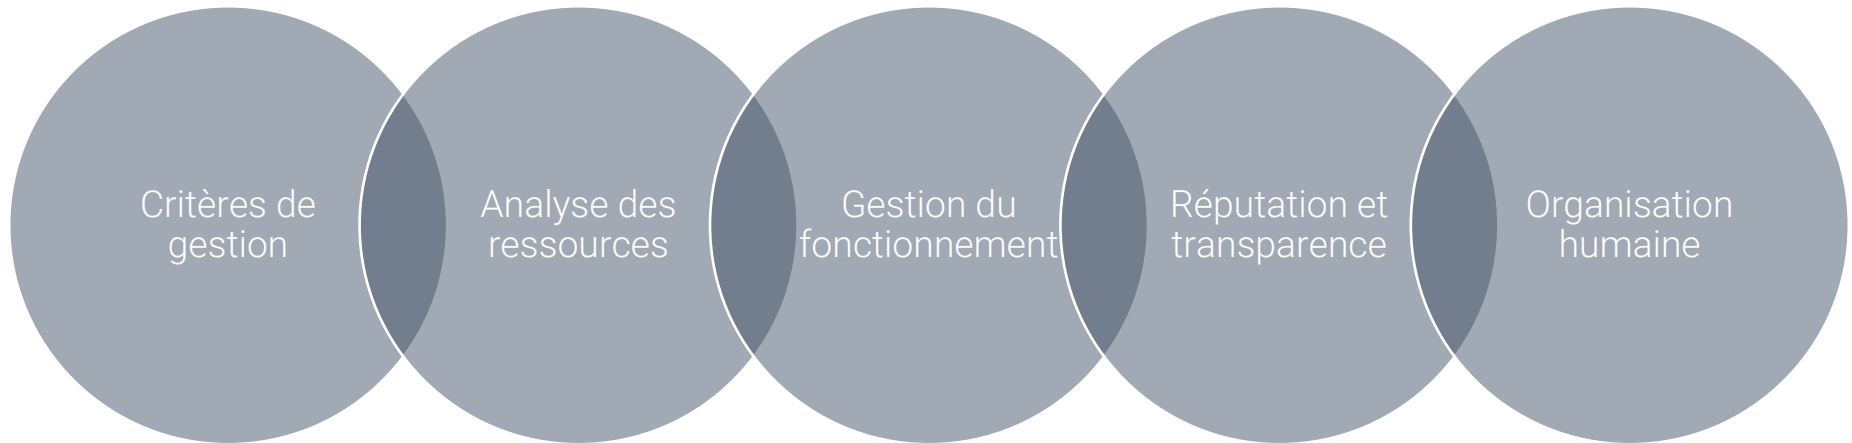 Critères de
gestion
Analyse des
ressources
Gestion du
fonctionnement
Réputation et
transparence
Organisation
humaine